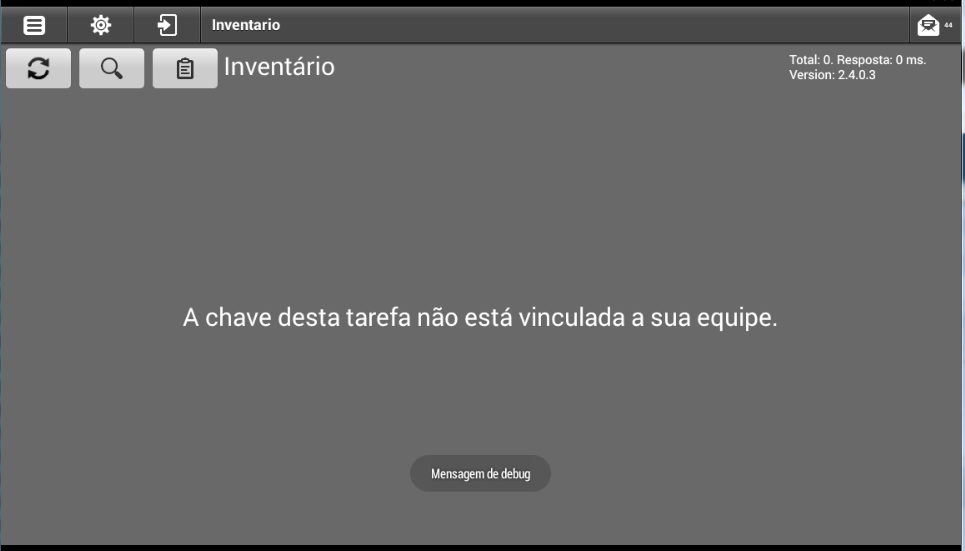 Inventario
44
Inventário
Total: 0. Resposta: 0 ms.
Version: 2.4.0.3
A chave desta tarefa não está vinculada a sua equipe.
Mensagem de debug